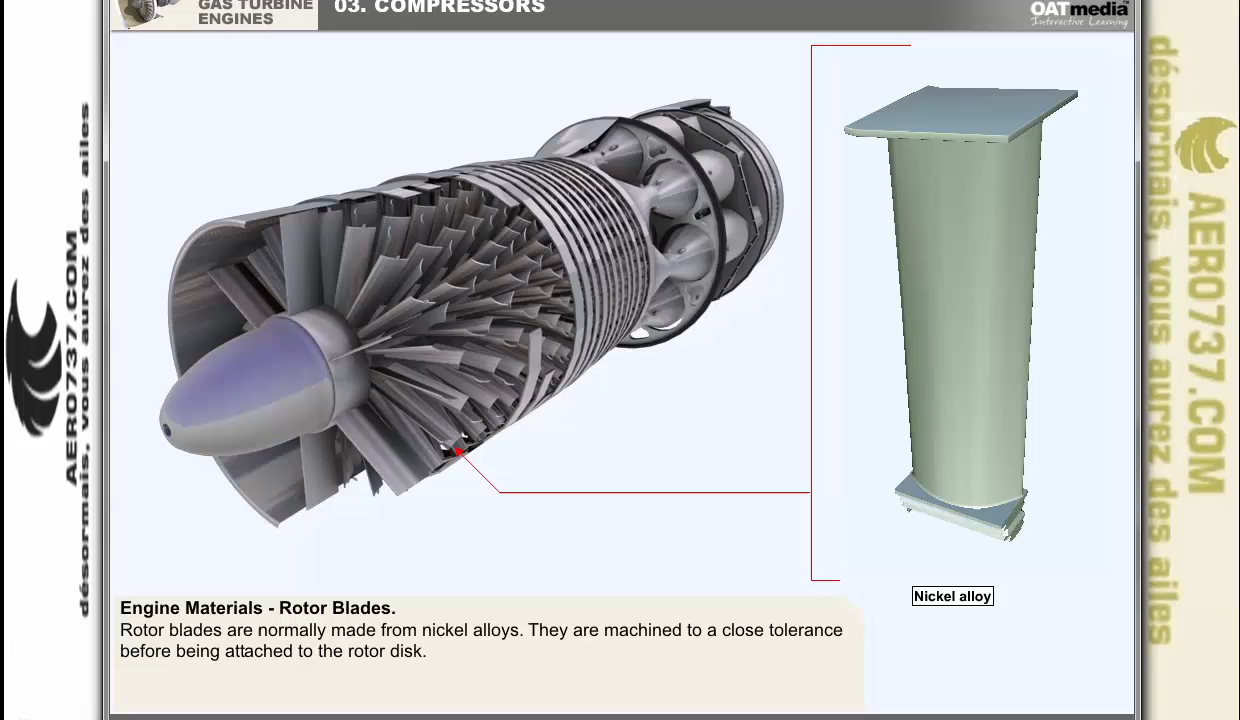 GAS TURBINE
ENGINES
03. COMPRESSORS
OATmedia™
Interactive Learning
Nickel alloy
Engine Materials - Rotor Blades.
Rotor blades are normally made from nickel alloys. They are machined to a close tolerance
before being attached to the rotor disk.
AERO737.COM
désormais, vous aurez des ailes
AERO737.COM
désormais, vous aurez des ailes